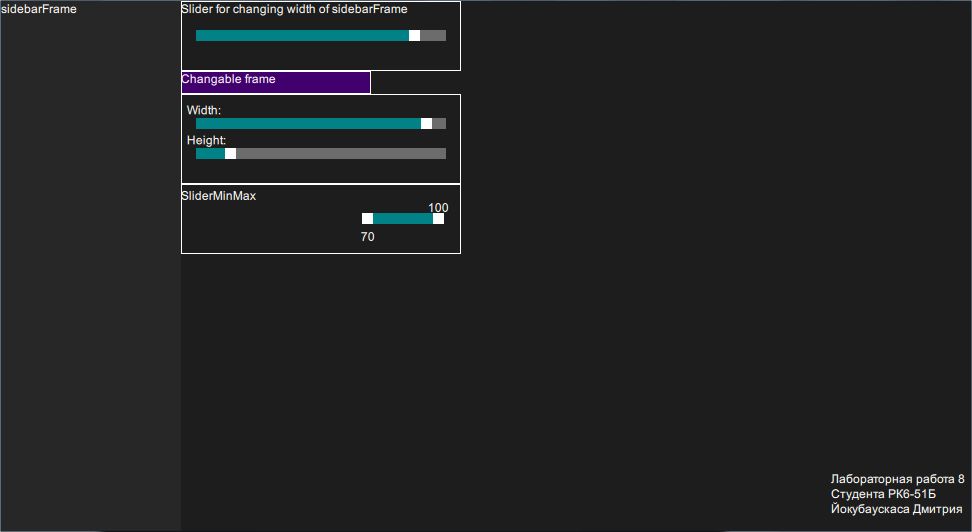 sidebarFrame
Slider for changing width of sidebarFrame
Changable frame
Width:
Height:
SliderMinMax
100
70
Лабораторная работа 8
Студента РК6-51Б
Йокубаускаса Дмитрия